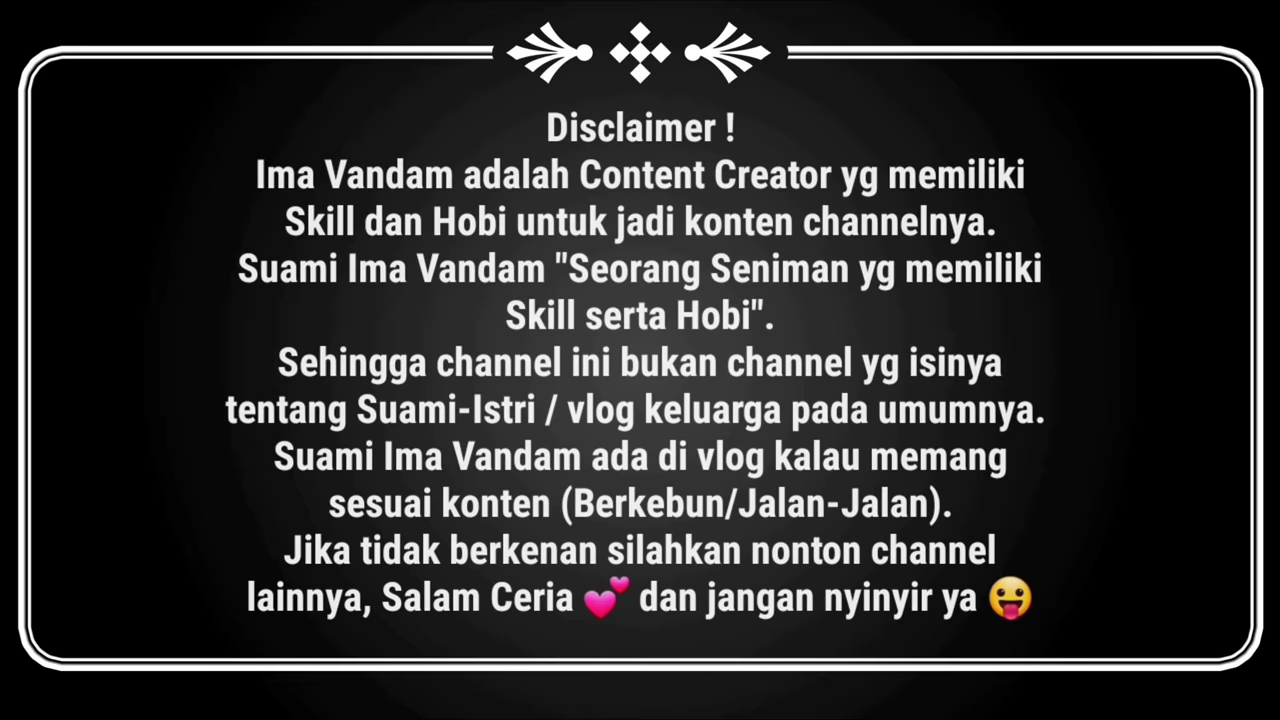 Disclaimer !
Ima Vandam adalah Content Creator yg memiliki
Skill dan Hobi untuk jadi konten channelnya.
Suami Ima Vandam "Seorang Seniman yg memiliki
Skill serta Hobi".
Sehingga channel ini bukan channel yg isinya
tentang Suami-Istri / vlog keluarga pada umumnya.
Suami Ima Vandam ada di vlog kalau memang
sesuai konten (Berkebun/Jalan-Jalan).
Jika tidak berkenan silahkan nonton channel
lainnya, Salam Ceria 💕 dan jangan nyinyir ya 😛